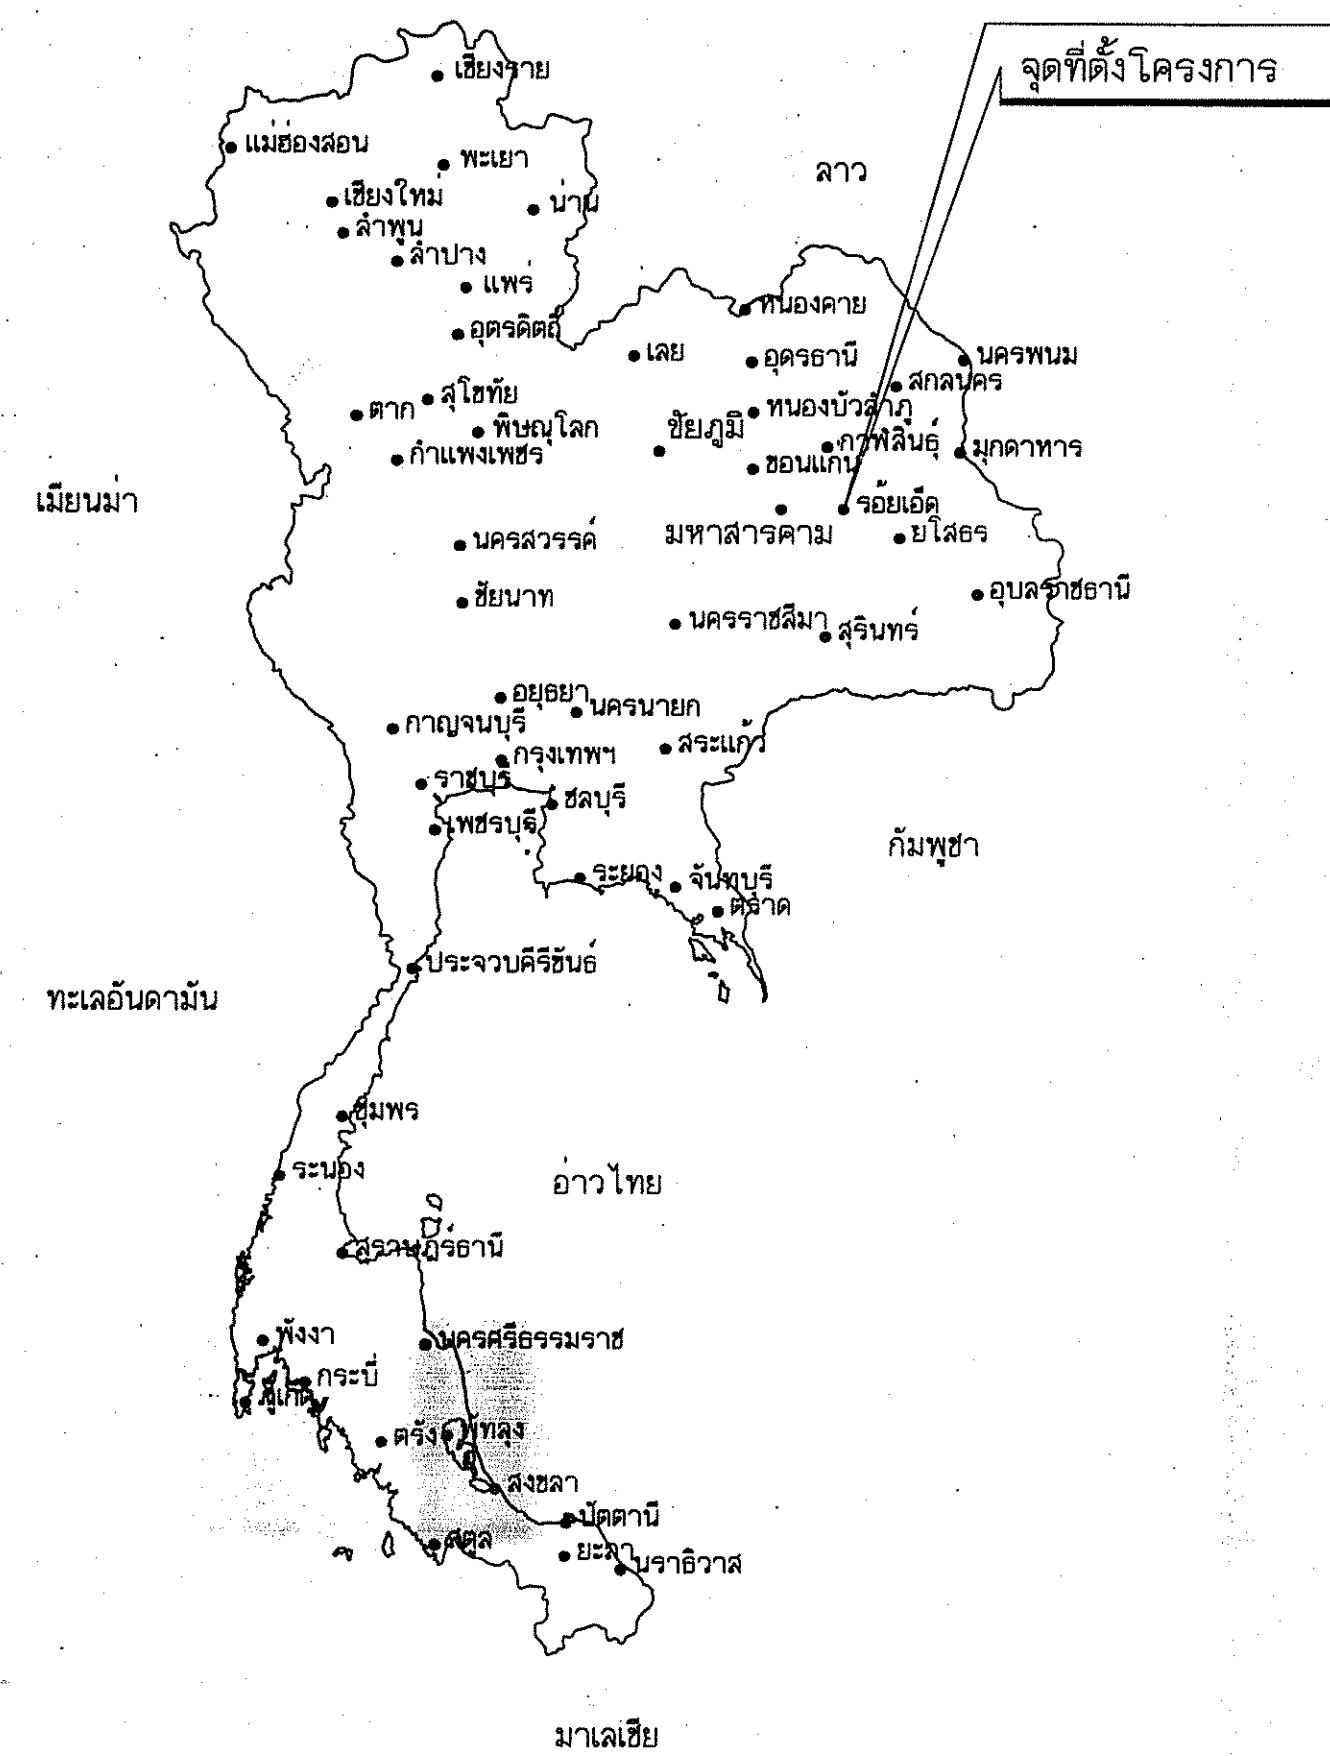 เชียงราย
จุดที่ตั้งโครงการ
แม่ฮ่องสอน
พะเยา
ลาว
เชียงใหม่
น่าน
ลำพูน
ลำปาง
แพร่
หนองคาย
อุตรดิตถ์
เลย
อุดรธานี
นครพนม
สกลนคร
สุโขทัย
ตาก
หนองบัวลำภู
พิษณุโลก
ชัยภูมิ
กาฬสินธุ์
มุกดาหาร
กำแพงเพชร
ขอนแก่น
เมียนม่า
ร้อยเอ็ด
มหาสารคาม
ยโสธร
นครสวรรค์
ชัยนาท
อุบลราชธานี
นครราชสีมา
สุรินทร์
อยุธยา
นครนายก
กาญจนบุรี
สระแก้ว
กรุงเทพฯ
ราชบุรี
ชลบุรี
เพชรบุรี
กัมพูชา
ระยอง
จันทบุรี
ตราด
ประจวบคีรีขันธ์
ทะเลอันดามัน
ชุมพร
ระนอง
อ่าวไทย
สุราษฎร์ธานี
พังงา
นครศรีธรรมราช
กระบี่
ภูเก็ต
ตรัง
พัทลุง
สงขลา
ปัตตานี
สตูล
ยะลา
นราธิวาส
มาเลเซีย